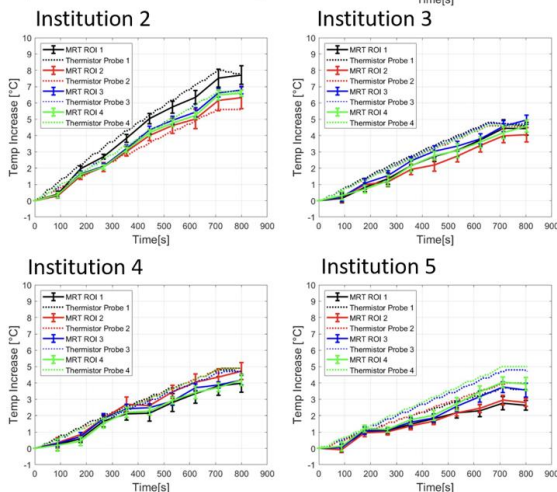 Time[s]
Institution 2
Institution 3
10
9
8
7
6
5
4
3
2
1
0
-1
Temp Increase [°C]
MRT ROI 1
Thermistor Probe 1
MRT ROI 2
Thermistor Probe 2
MRT ROI 3
Thermistor Probe 3
MRT ROI 4
Thermistor Probe 4
0 100 200 300 400 500 600 700 800 900
Time[s]
10
9
8
7
6
5
4
3
2
1
0
-1
Temp Increase [°C]
MRT ROI 1
Thermistor Probe 1
MRT ROI 2
Thermistor Probe 2
MRT ROI 3
Thermistor Probe 3
MRT ROI 4
Thermistor Probe 4
0 100 200 300 400 500 600 700 800 900
Time[s]
Institution 4
Institution 5
10
9
8
7
6
5
4
3
2
1
0
-1
Temp Increase [°C]
MRT ROI 1
Thermistor Probe 1
MRT ROI 2
Thermistor Probe 2
MRT ROI 3
Thermistor Probe 3
MRT ROI 4
Thermistor Probe 4
0 100 200 300 400 500 600 700 800 900
Time[s]
10
9
8
7
6
5
4
3
2
1
0
-1
Temp Increase [°C]
MRT ROI 1
Thermistor Probe 1
MRT ROI 2
Thermistor Probe 2
MRT ROI 3
Thermistor Probe 3
MRT ROI 4
Thermistor Probe 4
0 100 200 300 400 500 600 700 800 900
Time[s]